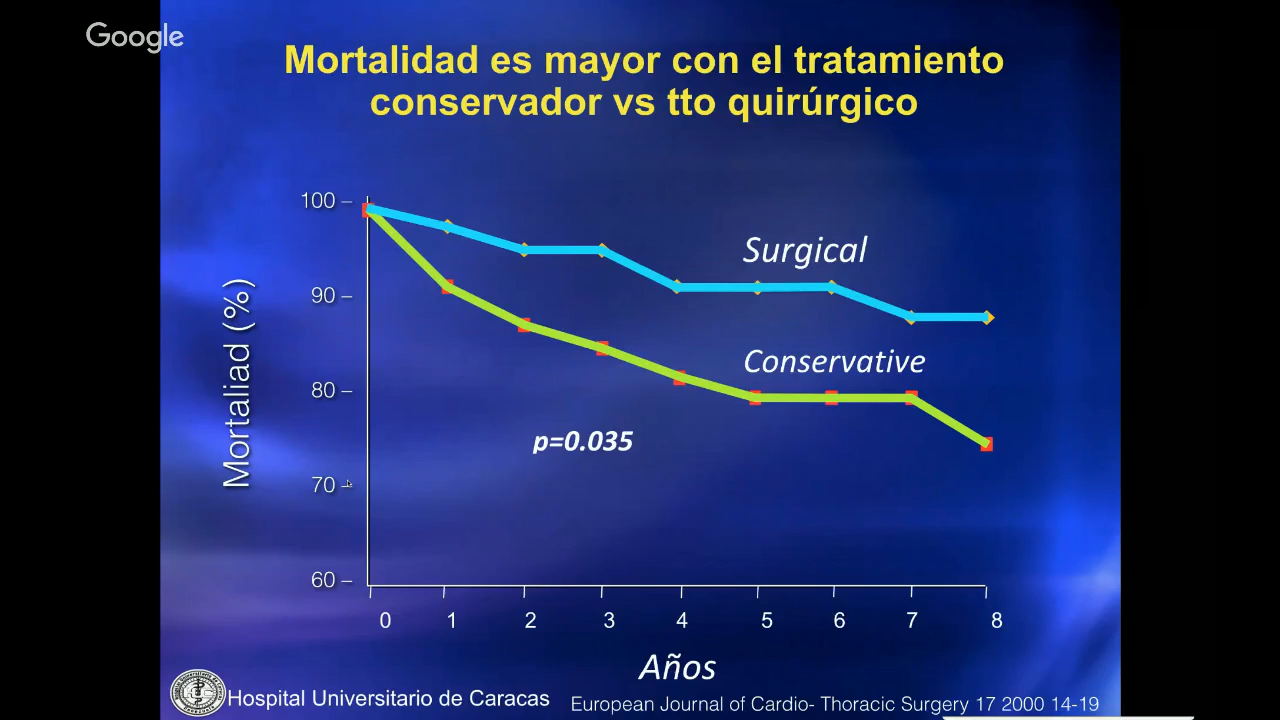 Google
Mortalidad es mayor con el tratamiento
conservador vs tto quirúrgico
100
90
80
70
60
Mortaliad (%)
Surgical
Conservative
p=0.035
0 1 2 3 4 5 6 7 8
Años
Hospital Universitario de Caracas
European Journal of Cardio- Thoracic Surgery 17 2000 14-19